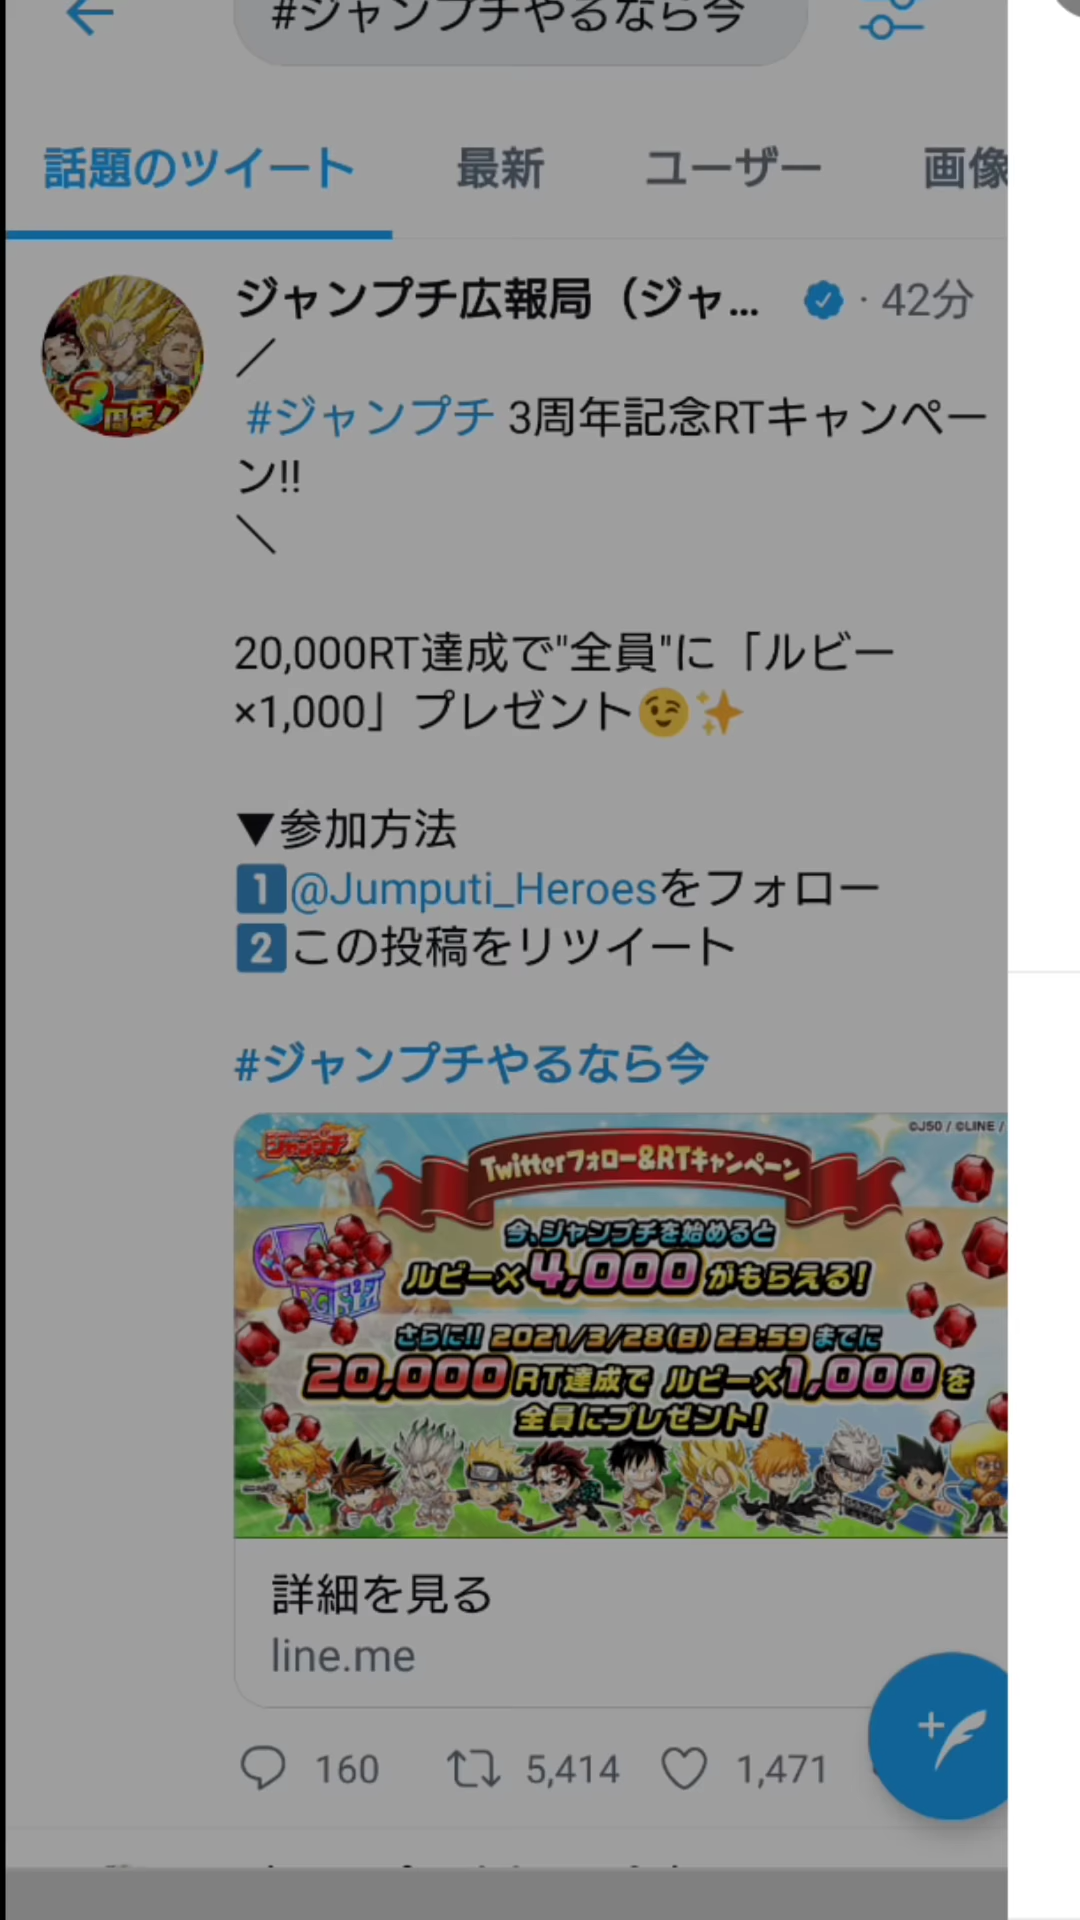 #ジャンプチやるなら今
話題のツイート 最新 ユーザー 画像
ジャンプチ広報局（ジャ... · 42分
／
#ジャンプチ 3周年記念RTキャンペー
ン!!
＼
20,000RT達成で"全員"に「ルビー
×1,000」プレゼント😉✨
▼参加方法
1️⃣@Jumputi_Heroesをフォロー
2️⃣この投稿をリツイート
#ジャンプチやるなら今
©J50 / ©LINE /
ジャンプチ
Twitterフォロー&RTキャンペーン
今、ジャンプチを始めると
ルビー×4,000がもらえる!
さらに!! 2021/3/28(日) 23:59 までに
20,000RT達成で ルビー×1,000を
全員にプレゼント!
詳細を見る
line.me
160 5,414 1,471
3周年!